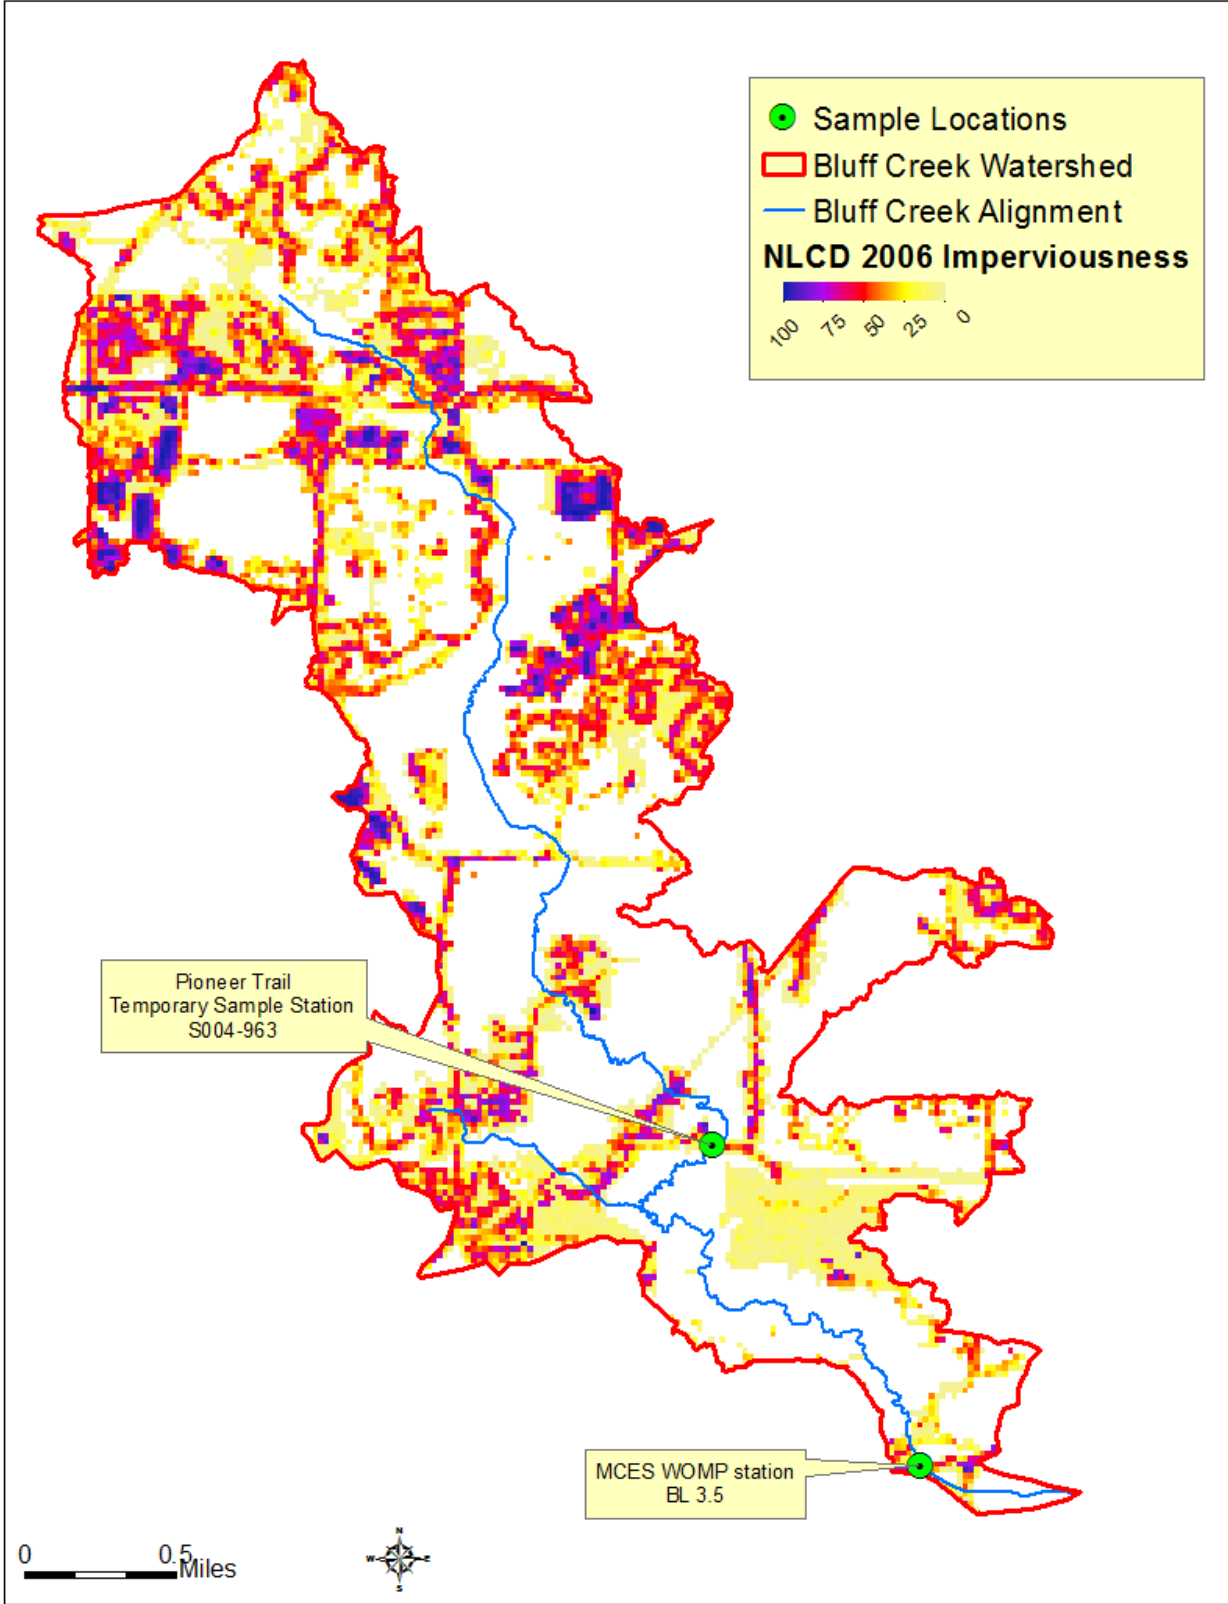 Sample Locations
Bluff Creek Watershed
Bluff Creek Alignment
NLCD 2006 Imperviousness
100 75 50 25 0
Pioneer Trail
Temporary Sample Station
S004-963
MCES WOMP station
BL 3.5
0 0.5 Miles
N
W E
S